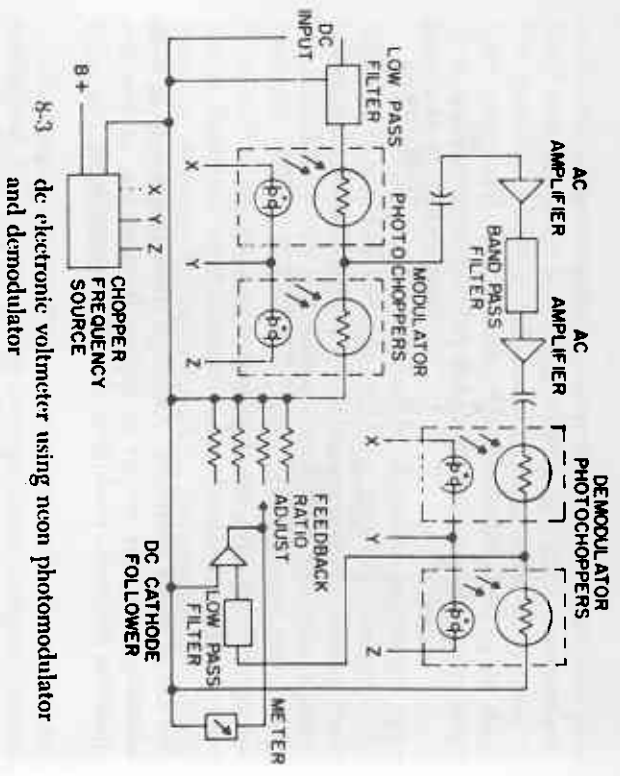 AC
AMPLIFIER
BAND PASS
FILTER
AC
AMPLIFIER
DEMODULATOR
PHOTOCHOPPERS
X
Y
Z
DC
INPUT
LOW PASS
FILTER
MODULATOR
PHOTOCHOPPERS
X
Y
Z
FEEDBACK
RATIO
ADJUST
LOW PASS
FILTER
DC CATHODE
FOLLOWER
METER
B+
X
Y
Z
CHOPPER
FREQUENCY
SOURCE
8-3 dc electronic voltmeter using neon photomodulator
and demodulator